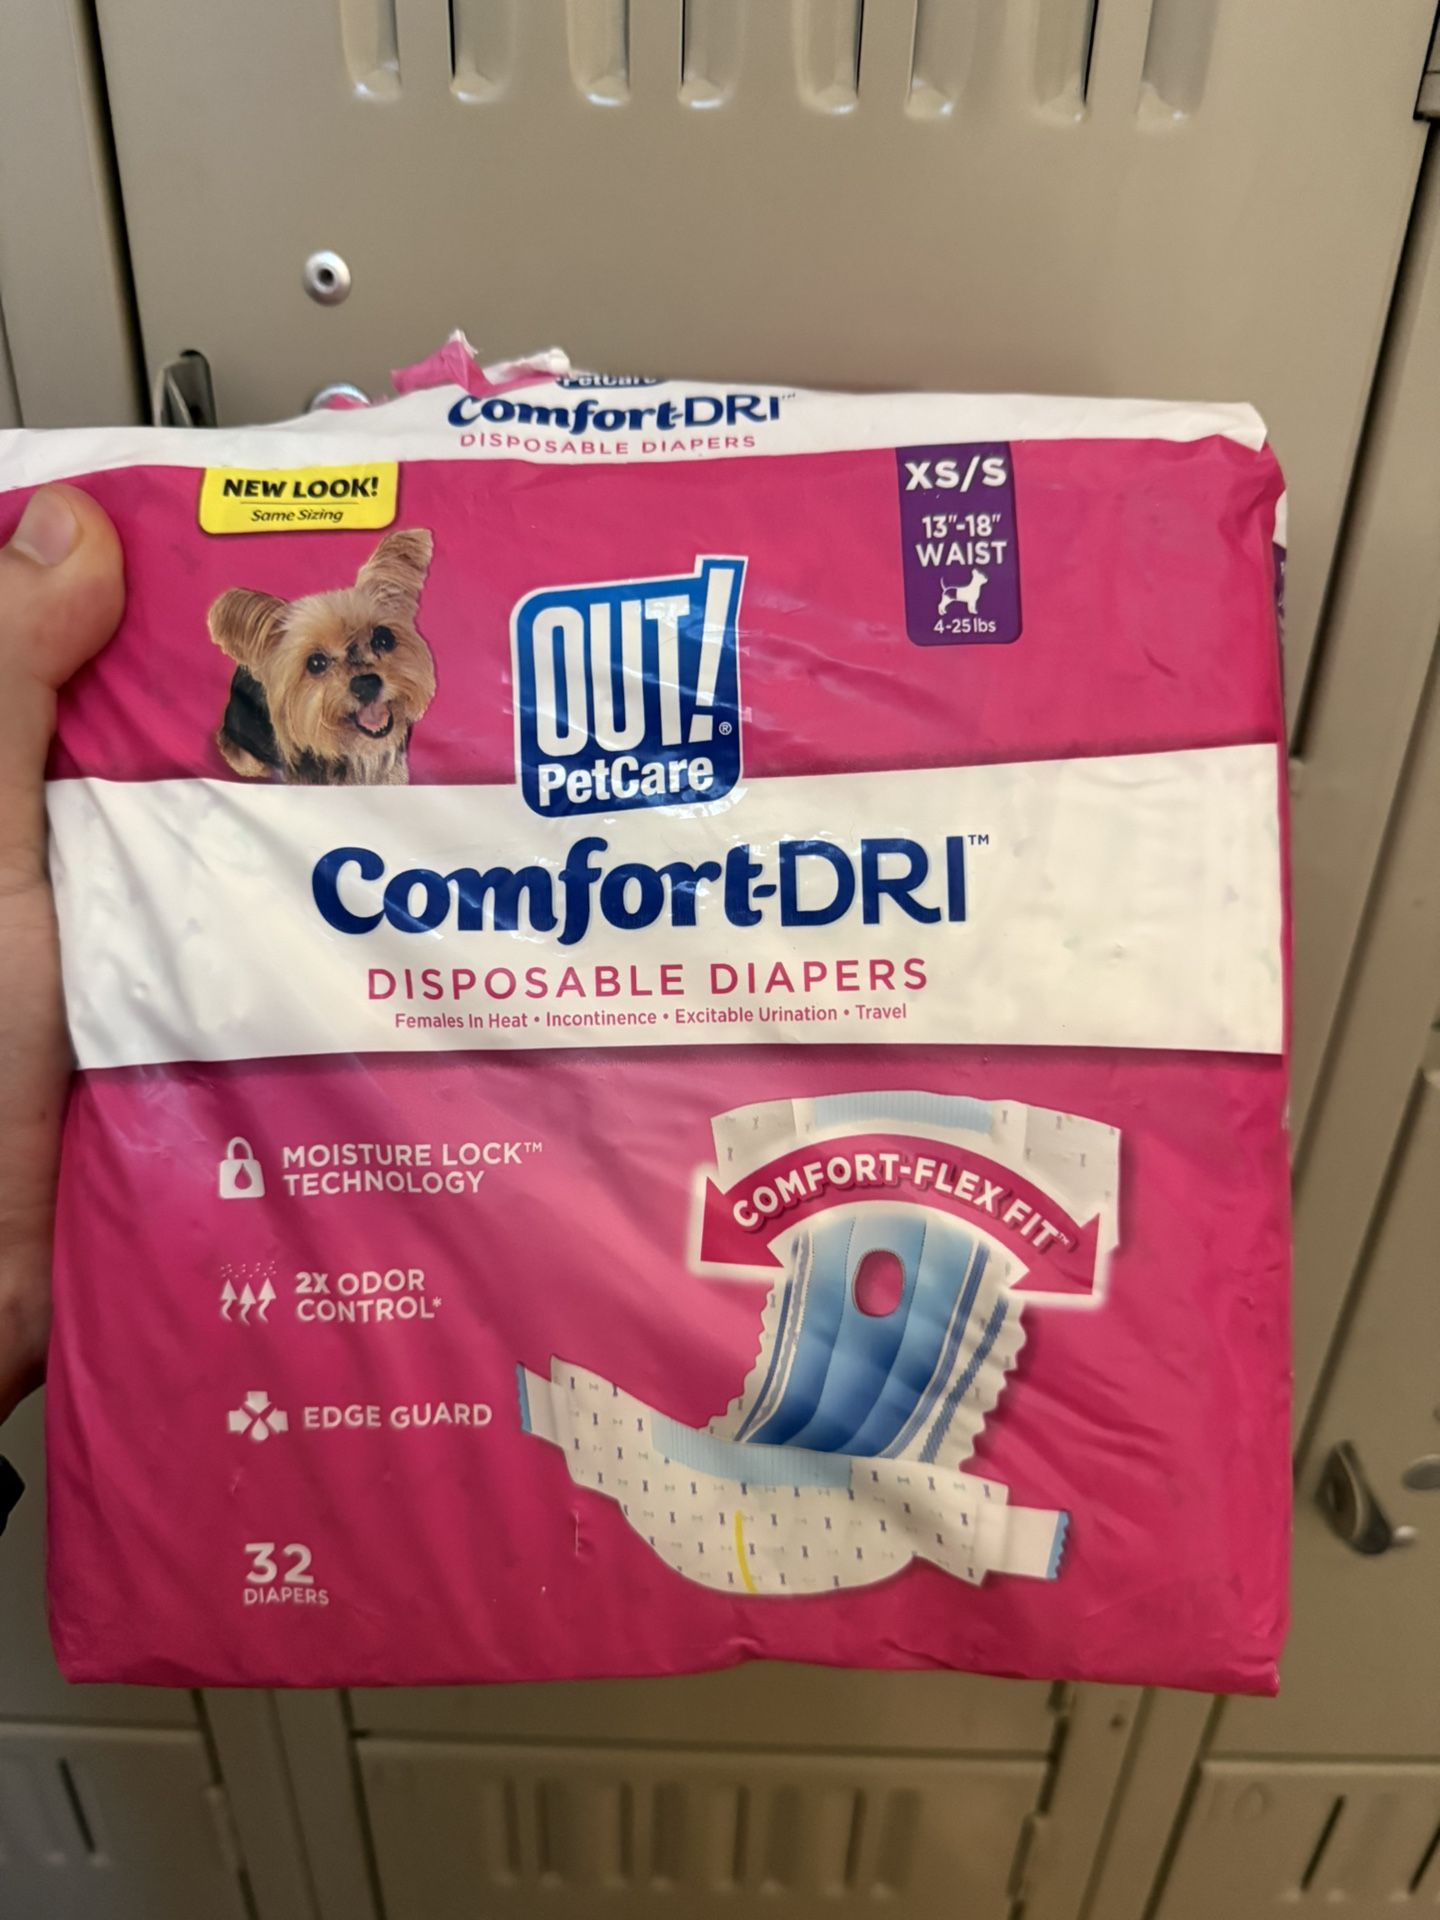 PetCare
Comfort-DRI™
DISPOSABLE DIAPERS
NEW LOOK!
Same Sizing
XS/S
13"-18"
WAIST
4-25 lbs
OUT!®
PetCare
Comfort-DRI™
DISPOSABLE DIAPERS
Females In Heat • Incontinence • Excitable Urination • Travel
MOISTURE LOCK™
TECHNOLOGY
COMFORT-FLEX FIT™
2X ODOR
CONTROL*
EDGE GUARD
32
DIAPERS